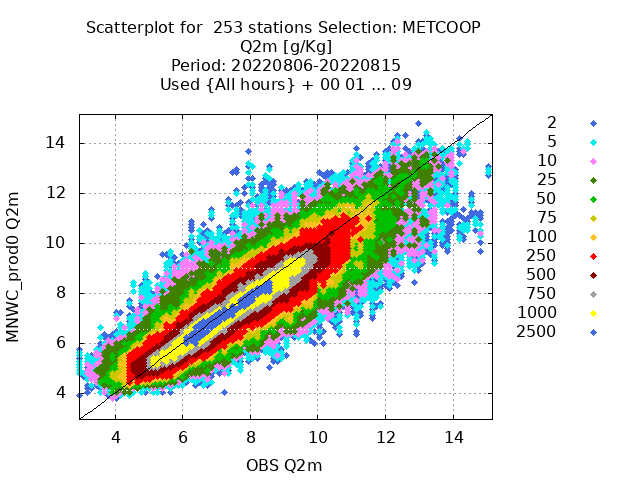 Scatterplot for  253 stations Selection: METCOOP
Q2m [g/Kg]
Period: 20220806-20220815
Used {All hours} + 00 01 ... 09
MNWC_prod0 Q2m
14
12
10
8
6
4
4 6 8 10 12 14
OBS Q2m
2
5
10
25
50
75
100
250
500
750
1000
2500